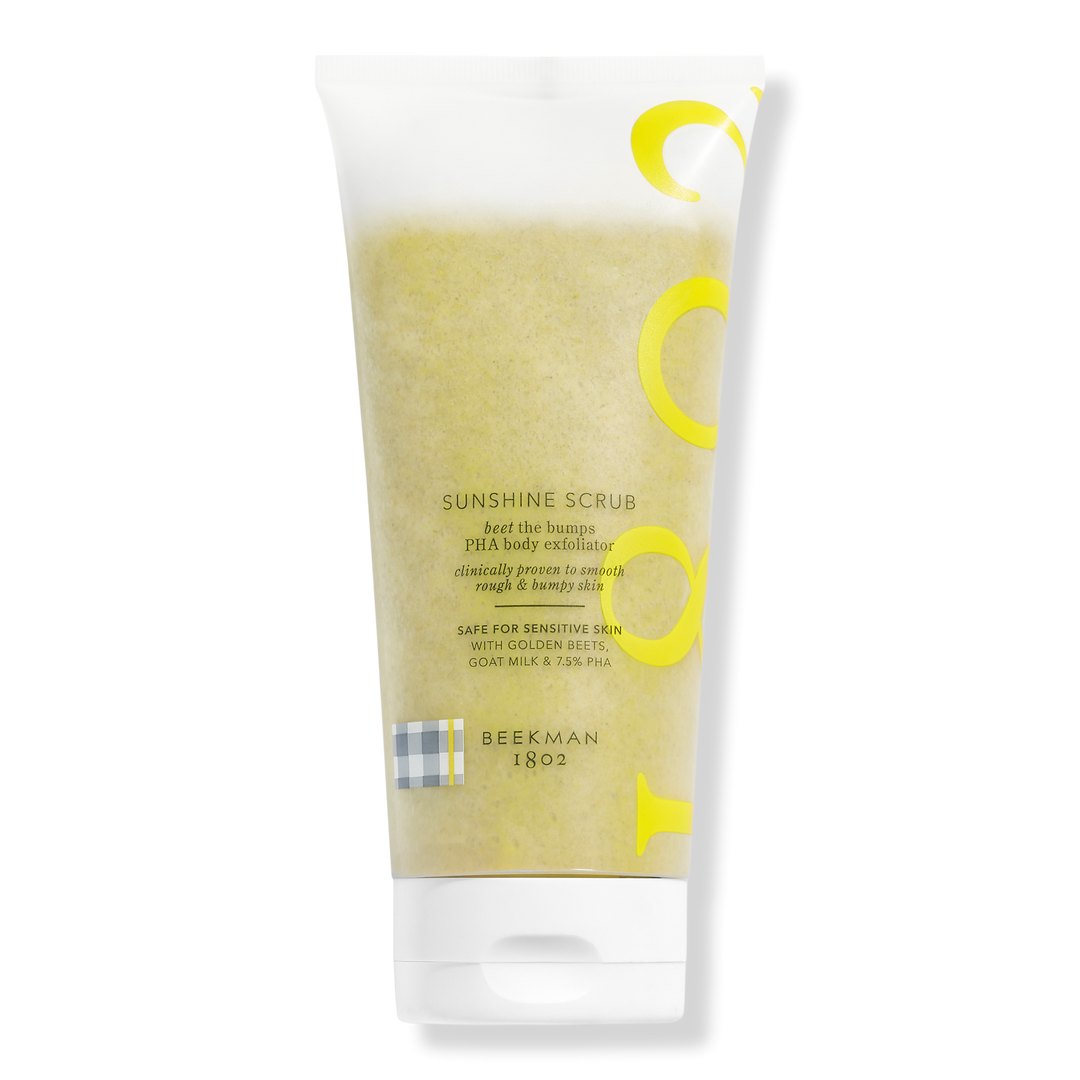 SUNSHINE SCRUB
beet the bumps
PHA body exfoliator
clinically proven to smooth
rough & bumpy skin
SAFE FOR SENSITIVE SKIN
WITH GOLDEN BEETS,
GOAT MILK & 7.5% PHA
BEEKMAN
1802
1802